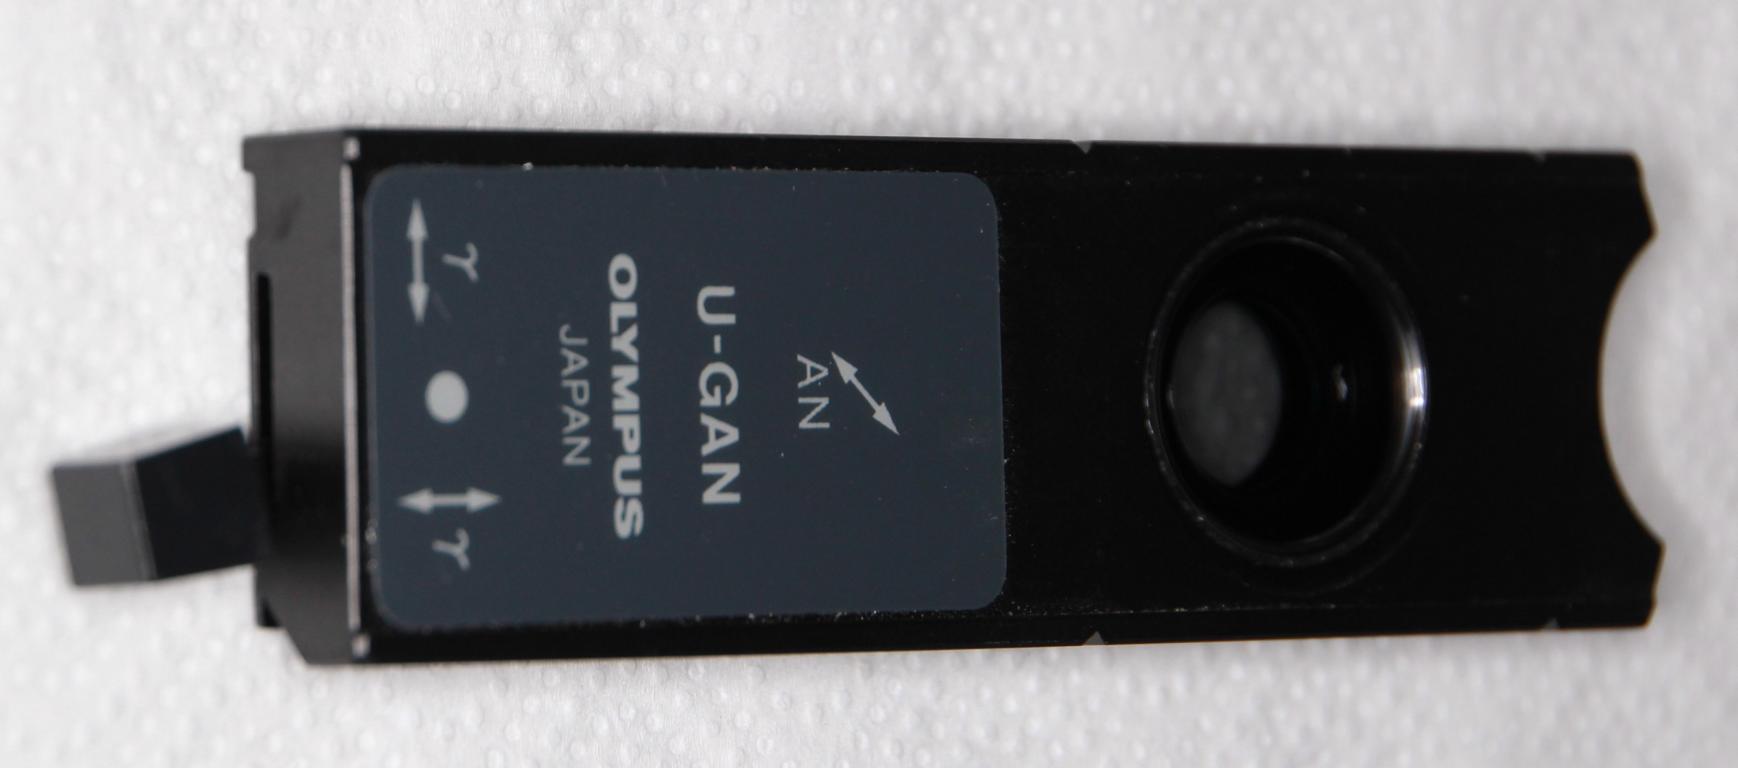 AN
U-GAN
OLYMPUS
JAPAN
γ γ